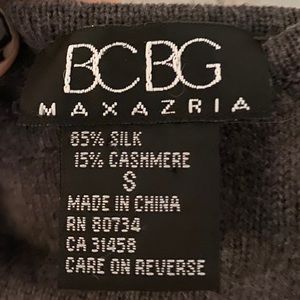 BCBG
MAXAZRIA
85% SILK
15% CASHMERE
S
MADE IN CHINA
RN 80734
CA 31458
CARE ON REVERSE